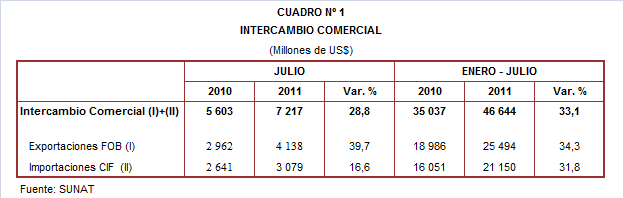 CUADRO Nº 1
INTERCAMBIO COMERCIAL
(Millones de US$)
JULIO ENERO - JULIO
2010 2011 Var. % 2010 2011 Var. %
Intercambio Comercial (I)+(II) 5 603 7 217 28,8 35 037 46 644 33,1
Exportaciones FOB (I) 2 962 4 138 39,7 18 986 25 494 34,3
Importaciones CIF (II) 2 641 3 079 16,6 16 051 21 150 31,8
Fuente: SUNAT